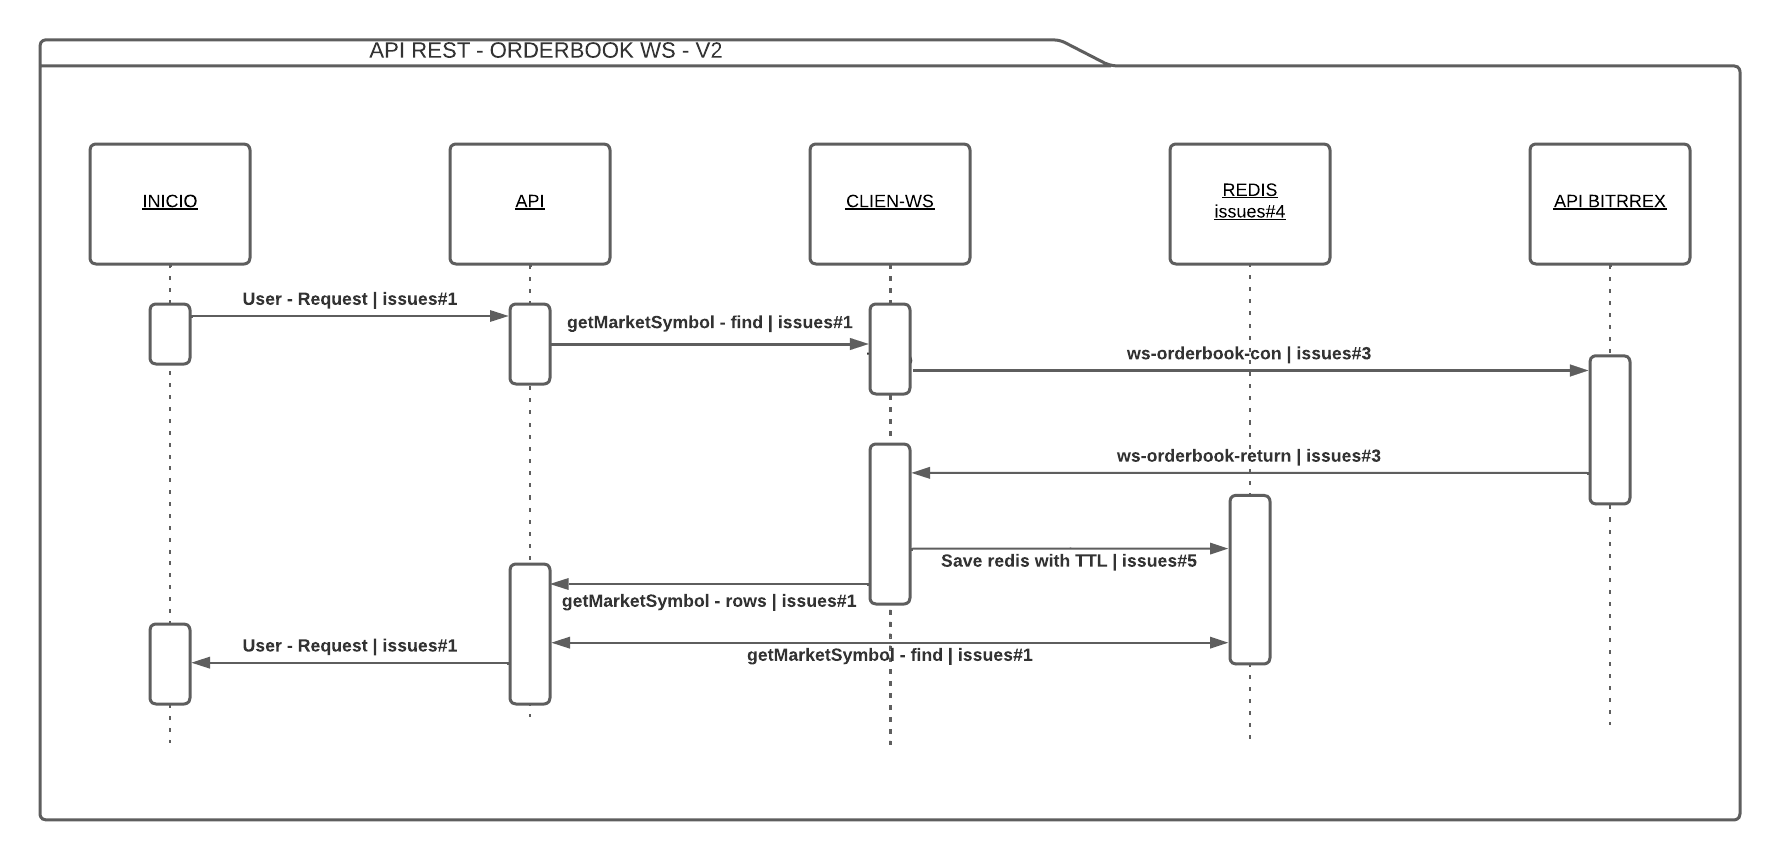 API REST - ORDERBOOK WS - V2
INICIO
API
CLIEN-WS
REDIS
issues#4
API BITRREX
User - Request | issues#1
getMarketSymbol - find | issues#1
ws-orderbook-con | issues#3
ws-orderbook-return | issues#3
Save redis with TTL | issues#5
getMarketSymbol - rows | issues#1
User - Request | issues#1
getMarketSymbol - find | issues#1